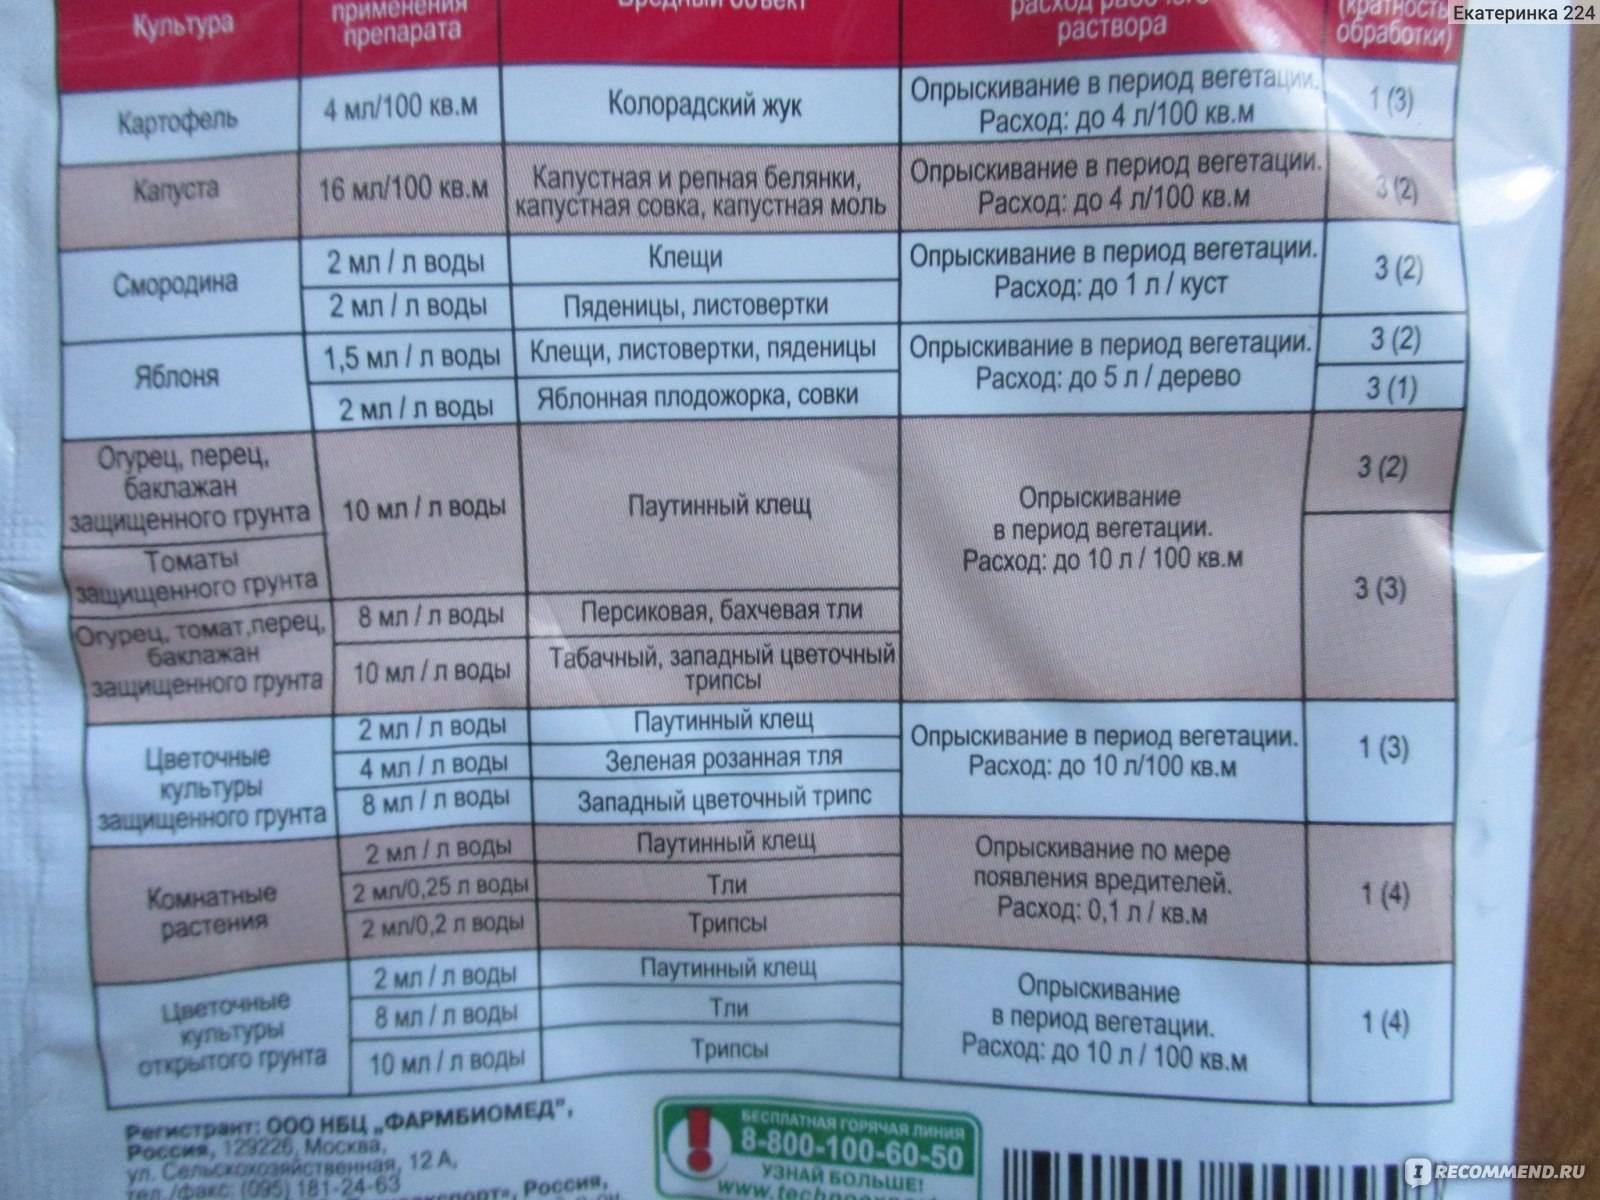 Екатеринка 224
Культура
применения
препарата
Вредный объект
расход рабочего
раствора
(кратность
обработки)
Картофель
4 мл/100 кв.м
Колорадский жук
Опрыскивание в период вегетации.
Расход: до 4 л/100 кв.м
1 (3)
Капуста
16 мл/100 кв.м
Капустная и репная белянки,
капустная совка, капустная моль
Опрыскивание в период вегетации.
Расход: до 4 л/100 кв.м
3 (2)
Смородина
2 мл / л воды
Клещи
2 мл / л воды
Пяденицы, листовертки
Опрыскивание в период вегетации.
Расход: до 1 л / куст
3 (2)
Яблоня
1,5 мл / л воды
Клещи, листовертки, пяденицы
2 мл / л воды
Яблонная плодожорка, совки
Опрыскивание в период вегетации.
Расход: до 5 л / дерево
3 (2)
3 (1)
Огурец, перец,
баклажан
защищенного грунта
Томаты
защищенного грунта
10 мл / л воды
Паутинный клещ
Огурец, томат,перец,
баклажан
защищенного грунта
8 мл / л воды
Персиковая, бахчевая тли
10 мл / л воды
Табачный, западный цветочный
трипсы
Опрыскивание
в период вегетации.
Расход: до 10 л / 100 кв.м
3 (2)
3 (3)
Цветочные
культуры
защищенного грунта
2 мл / л воды
Паутинный клещ
4 мл / л воды
Зеленая розанная тля
8 мл / л воды
Западный цветочный трипс
Опрыскивание в период вегетации.
Расход: до 10 л/100 кв.м
1 (3)
Комнатные
растения
2 мл / л воды
Паутинный клещ
2 мл/0,25 л воды
Тли
2 мл/0,2 л воды
Трипсы
Опрыскивание по мере
появления вредителей.
Расход: 0,1 л / кв.м
1 (4)
Цветочные
культуры
открытого грунта
2 мл / л воды
Паутинный клещ
8 мл / л воды
Тли
10 мл / л воды
Трипсы
Опрыскивание
в период вегетации.
Расход: до 10 л / 100 кв.м
1 (4)
Регистрант: ООО НБЦ „ФАРМБИОМЕД",
Россия, 129226, Москва,
ул. Сельскохозяйственная, 12 А,
тел./факс: (095) 181-24-63
Россия,
БЕСПЛАТНАЯ ГОРЯЧАЯ ЛИНИЯ
8-800-100-60-50
УЗНАЙ БОЛЬШЕ!
IRECOMMEND.RU